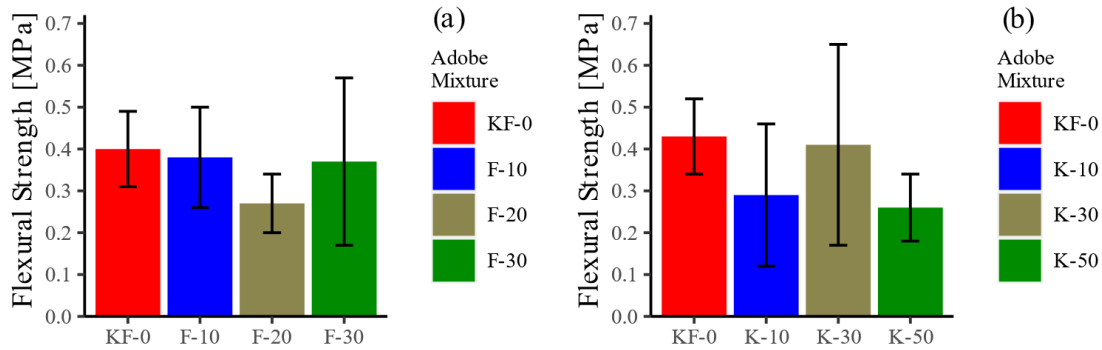 (a)
Flexural Strength [MPa]
0.7
0.6
0.5
0.4
0.3
0.2
0.1
0.0
KF-0 F-10 F-20 F-30
Adobe
Mixture
KF-0
F-10
F-20
F-30
(b)
Flexural Strength [MPa]
0.7
0.6
0.5
0.4
0.3
0.2
0.1
0.0
KF-0 K-10 K-30 K-50
Adobe
Mixture
KF-0
K-10
K-30
K-50